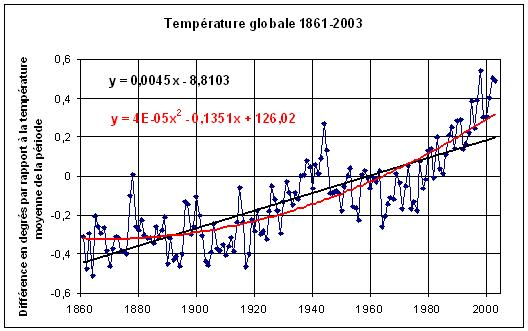 Température globale 1861-2003
Différence en degrés par rapport à la température
moyenne de la période
0,6
0,4
0,2
0
-0,2
-0,4
-0,6
y = 0,0045x - 8,8103
y = 4E-05x² - 0,1351x + 126,02
1860 1880 1900 1920 1940 1960 1980 2000